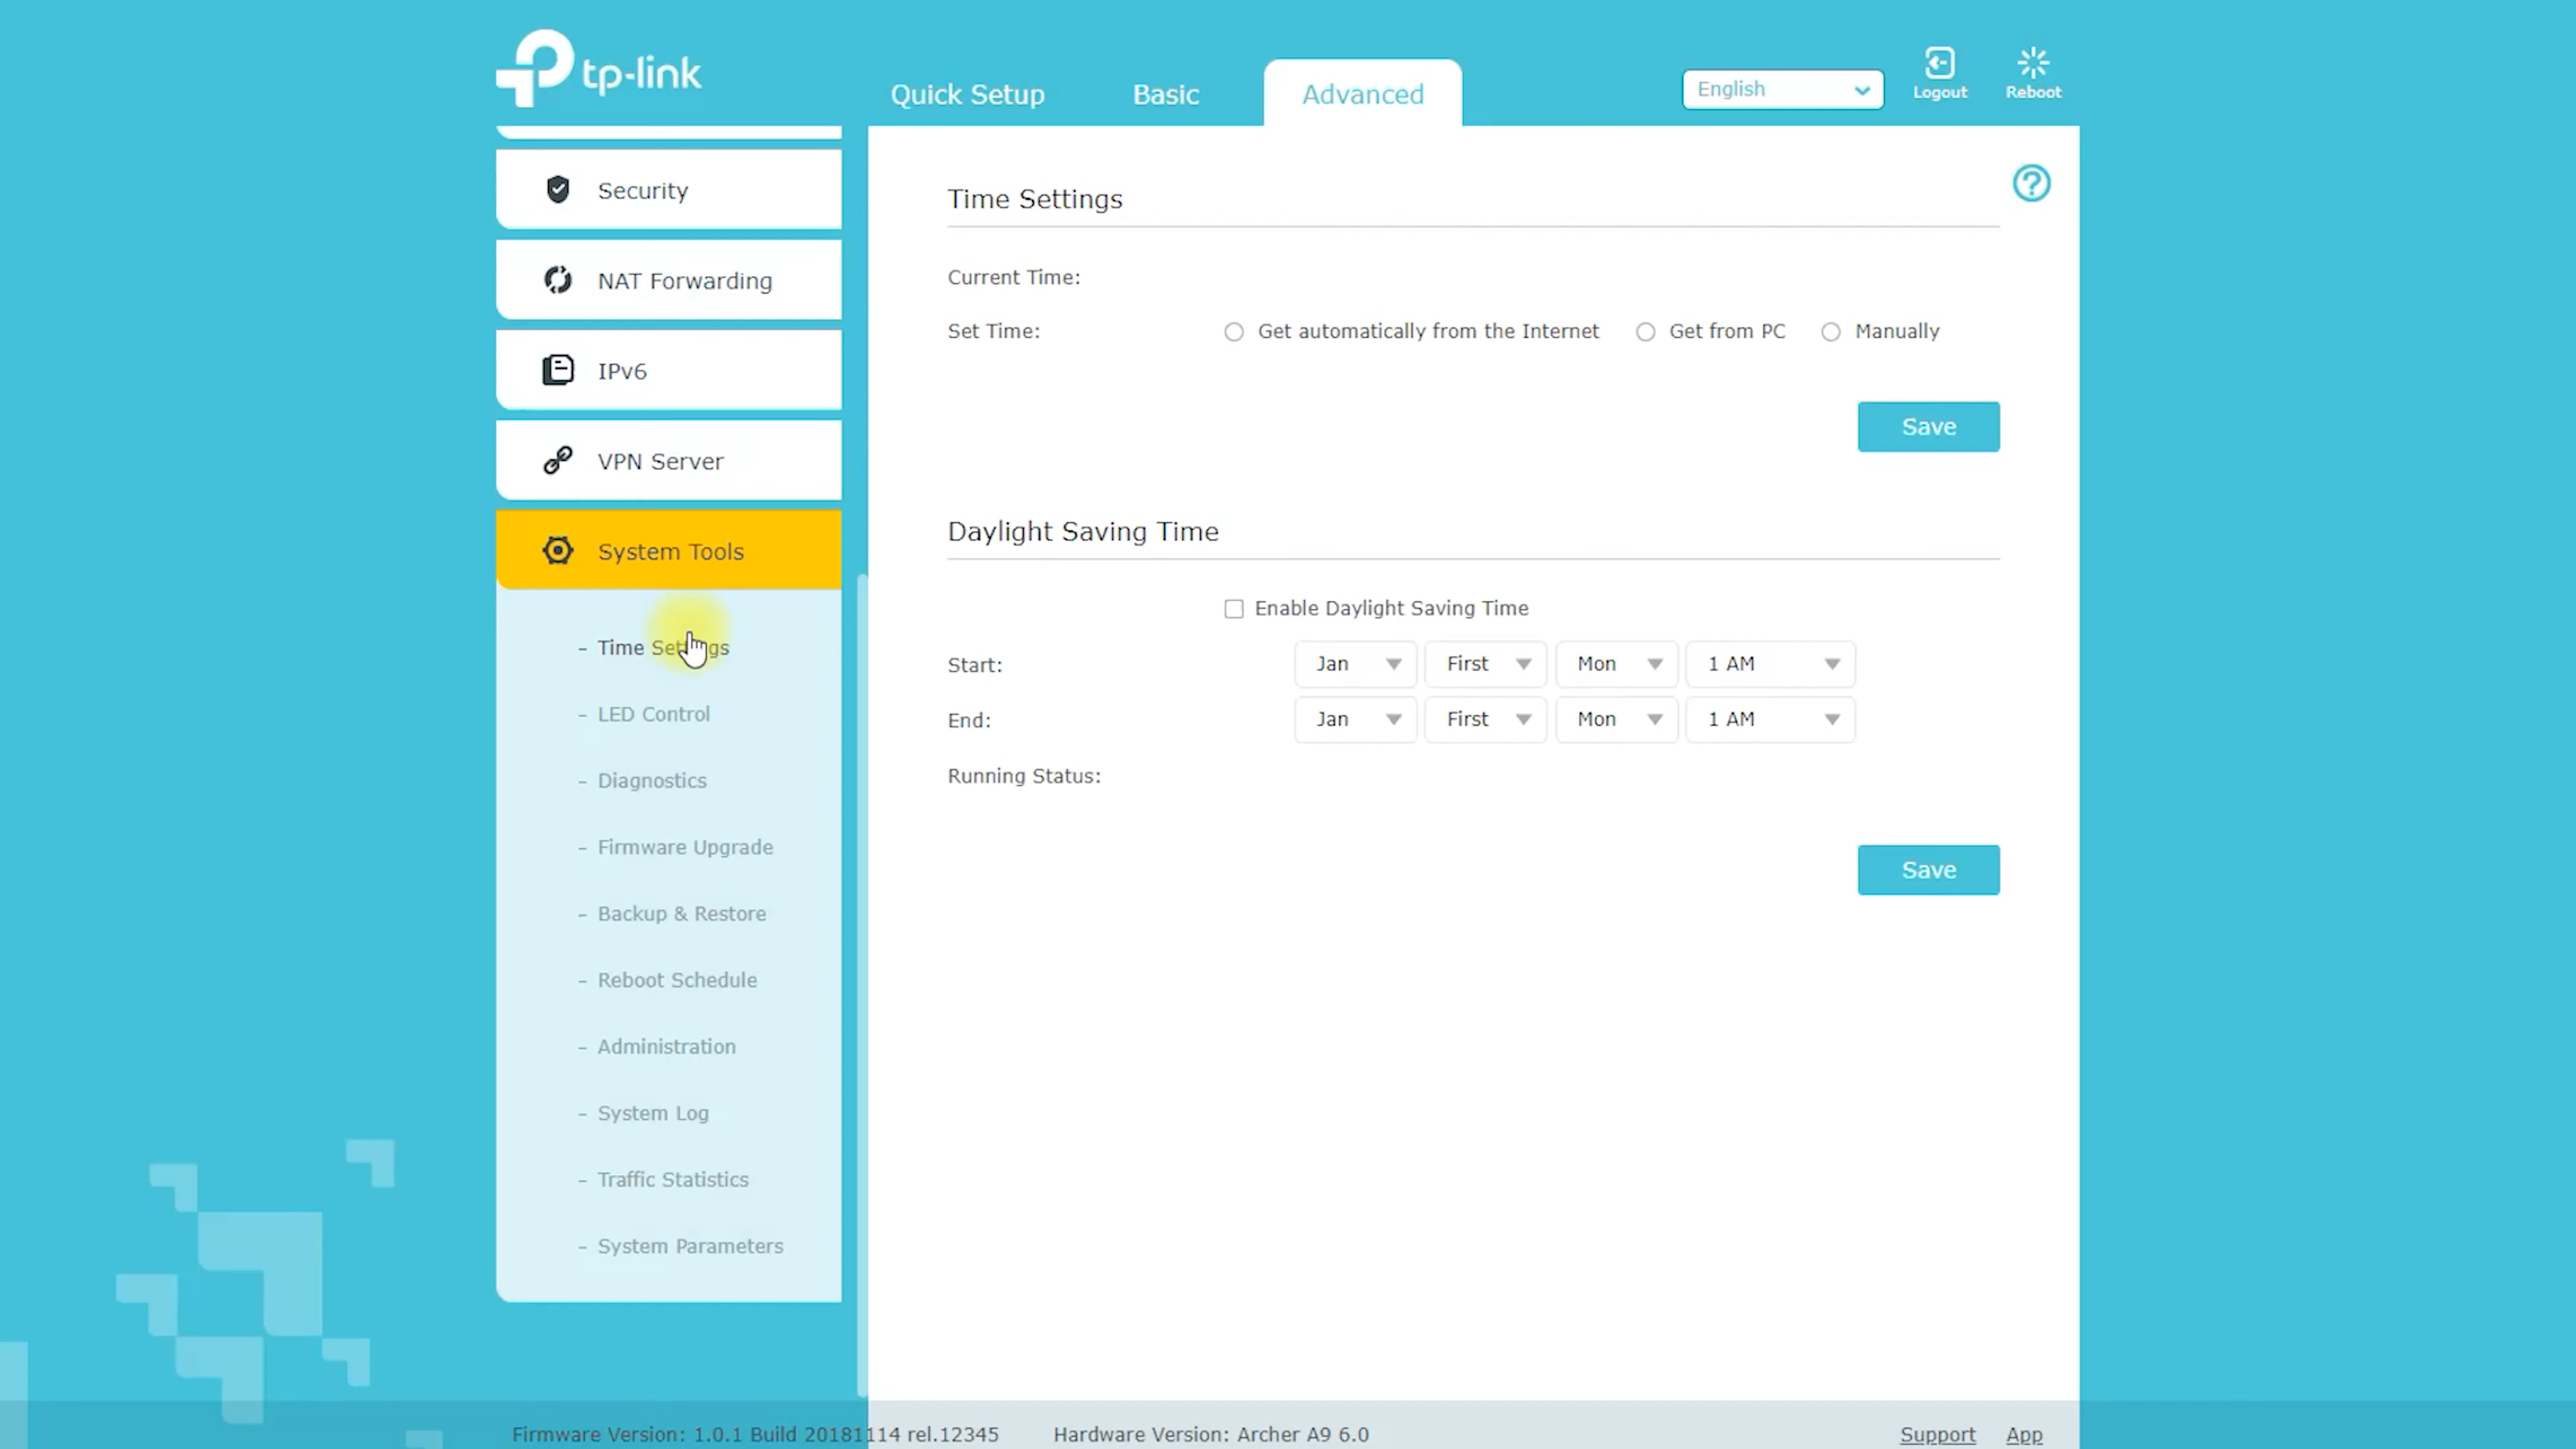 tp-link
Quick Setup Basic Advanced
English
Logout
Reboot
Security
NAT Forwarding
IPv6
VPN Server
System Tools
- Time Settings
- LED Control
- Diagnostics
- Firmware Upgrade
- Backup & Restore
- Reboot Schedule
- Administration
- System Log
- Traffic Statistics
- System Parameters
Time Settings
?
Current Time:
Set Time: Get automatically from the Internet Get from PC Manually
Save
Daylight Saving Time
Enable Daylight Saving Time
Start: Jan First Mon 1 AM
End: Jan First Mon 1 AM
Running Status:
Save
Firmware Version: 1.0.1 Build 20181114 rel.12345 Hardware Version: Archer A9 6.0 Support App